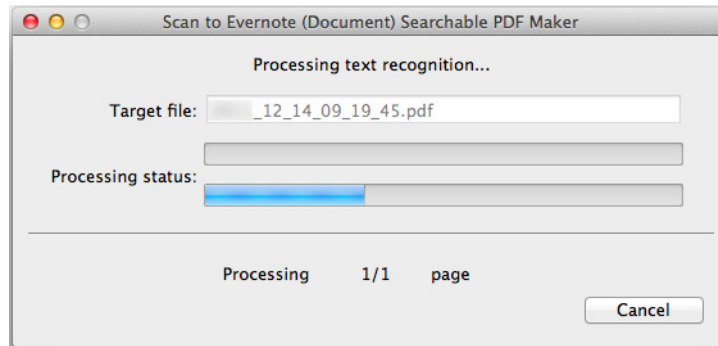 Scan to Evernote (Document) Searchable PDF Maker
Processing text recognition...
Target file: _12_14_09_19_45.pdf
Processing status:
Processing 1/1 page
Cancel